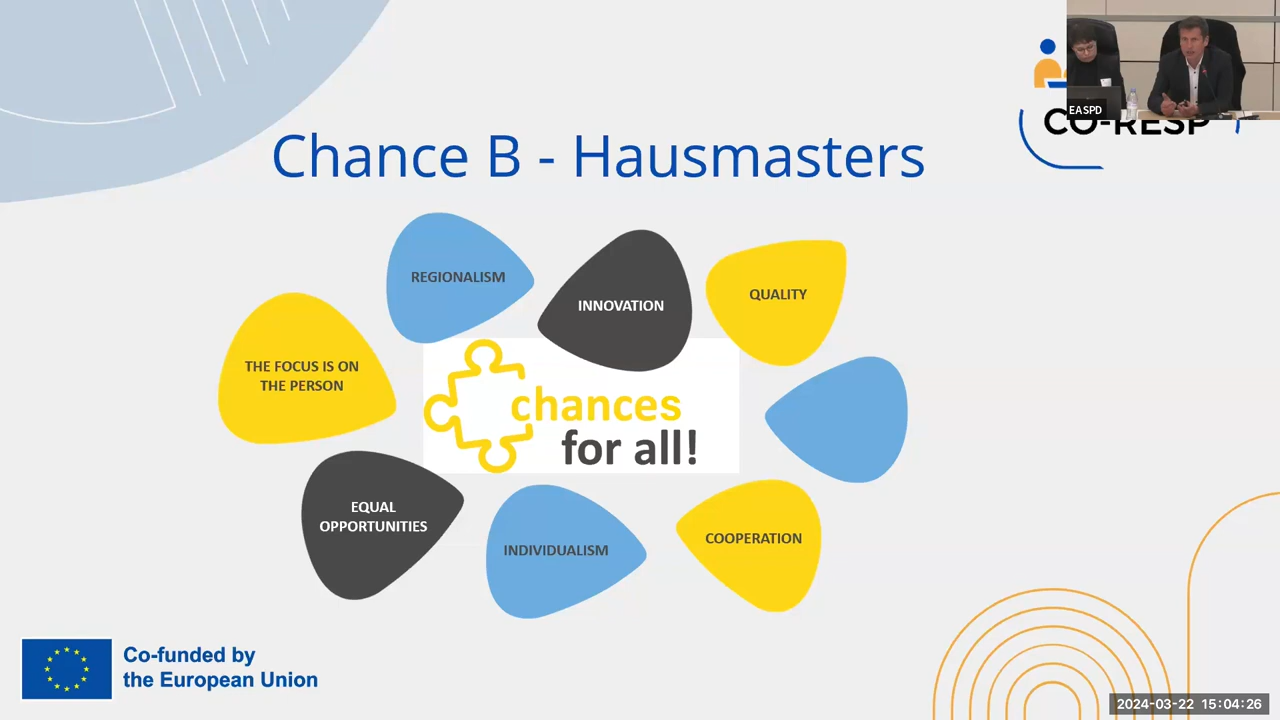 EASPD
CO-RESP
Chance B - Hausmasters
REGIONALISM
INNOVATION
QUALITY
THE FOCUS IS ON
THE PERSON
chances
for all!
EQUAL
OPPORTUNITIES
INDIVIDUALISM
COOPERATION
Co-funded by
the European Union
2024-03-22 15:04:26